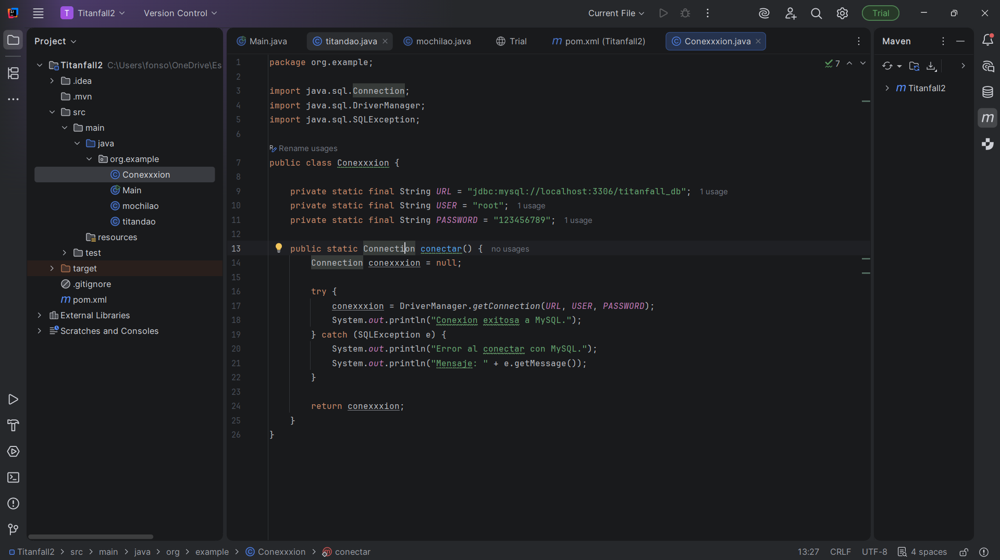 T Titanfall2 Version Control Current File Trial
Project
Titanfall2 C:\Users\fonso\OneDrive\Es
.idea
.mvn
src
main
java
org.example
Conexxxion
Main
mochilao
titandao
resources
test
target
.gitignore
pom.xml
External Libraries
Scratches and Consoles
Main.java titandao.java mochilao.java Trial pom.xml (Titanfall2) Conexxxion.java
7
1 package org.example;
2
3 import java.sql.Connection;
4 import java.sql.DriverManager;
5 import java.sql.SQLException;
6
Rename usages
7 public class Conexxxion {
8
9 private static final String URL = "jdbc:mysql://localhost:3306/titanfall_db"; 1 usage
10 private static final String USER = "root"; 1 usage
11 private static final String PASSWORD = "123456789"; 1 usage
12
13 public static Connection conectar() { no usages
14 Connection conexxxion = null;
15
16 try {
17 conexxxion = DriverManager.getConnection(URL, USER, PASSWORD);
18 System.out.println("Conexion exitosa a MySQL.");
19 } catch (SQLException e) {
20 System.out.println("Error al conectar con MySQL.");
21 System.out.println("Mensaje: " + e.getMessage());
22 }
23
24 return conexxxion;
25 }
26 }
Maven
m Titanfall2
m
Titanfall2 > src > main > java > org > example > Conexxxion > conectar
13:27 CRLF UTF-8 4 spaces